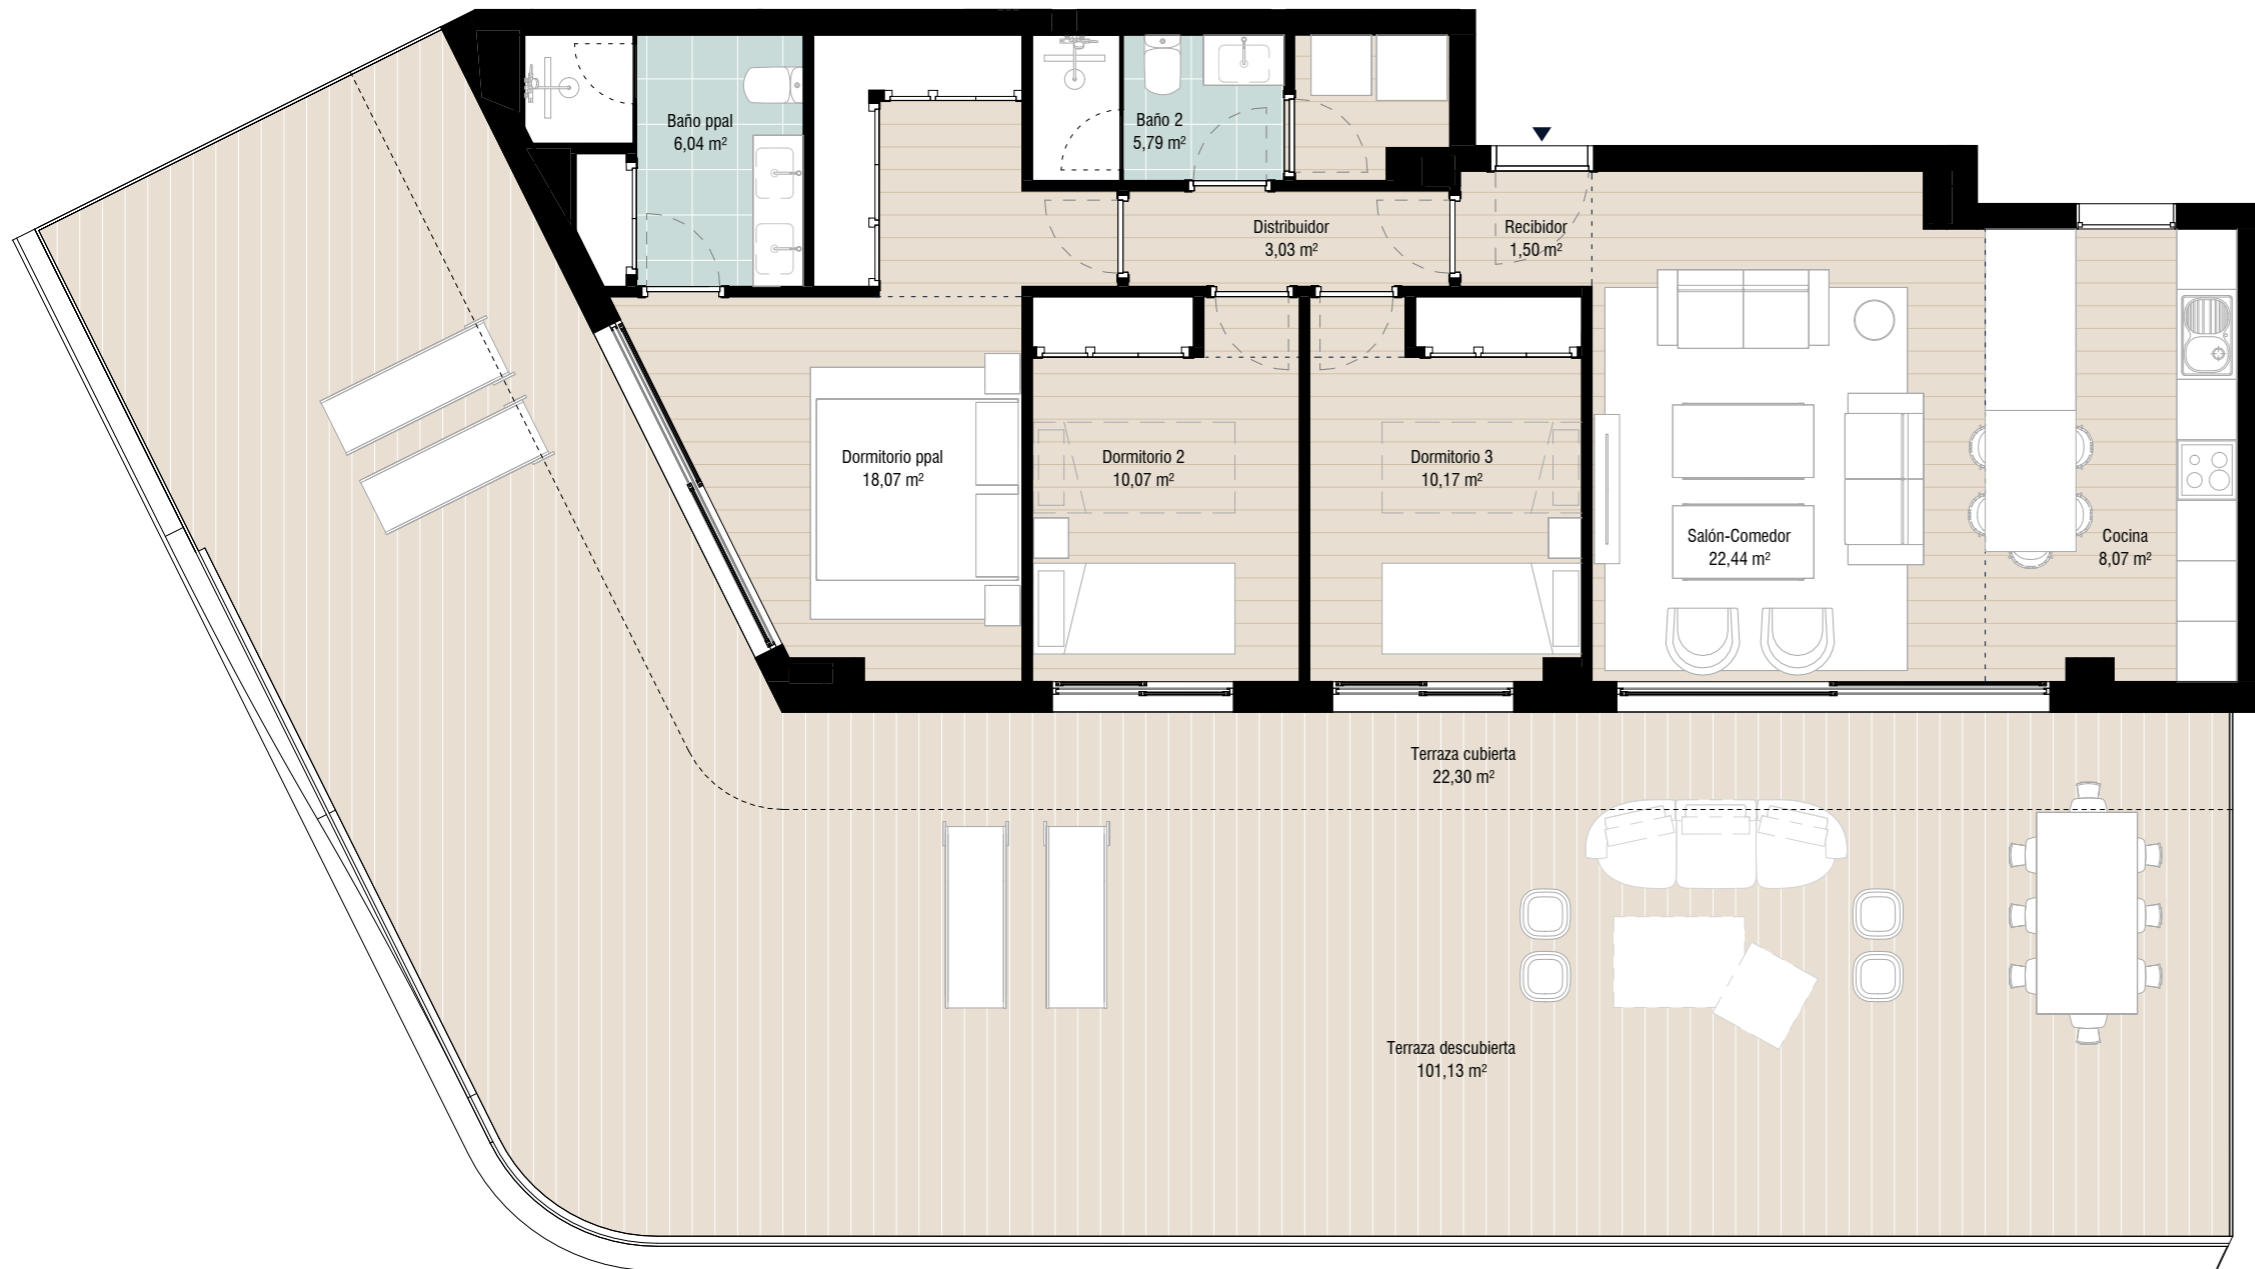 Baño ppal
6,04 m²
Baño 2
5,79 m²
Distribuidor
3,03 m²
Recibidor
1,50 m²
Dormitorio ppal
18,07 m²
Dormitorio 2
10,07 m²
Dormitorio 3
10,17 m²
Salón-Comedor
22,44 m²
Cocina
8,07 m²
Terraza cubierta
22,30 m²
Terraza descubierta
101,13 m²